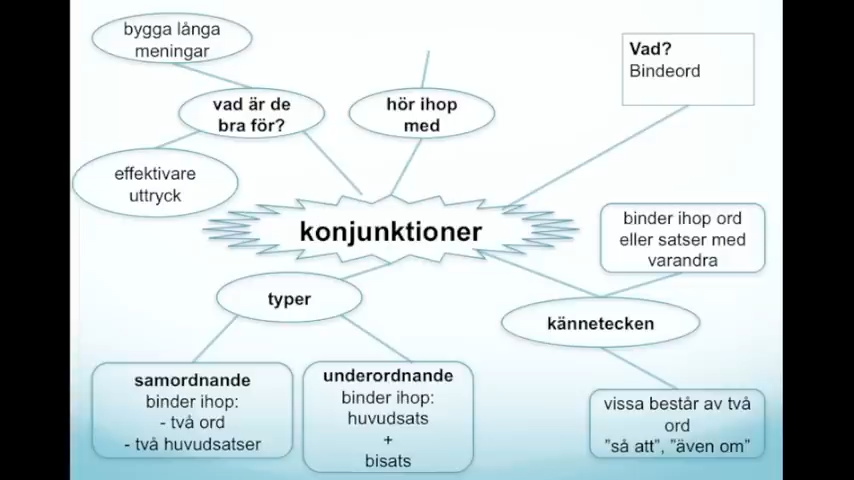 bygga långa
meningar
vad är de
bra för?
effektivare
uttryck
hör ihop
med
Vad?
Bindeord
konjunktioner
binder ihop ord
eller satser med
varandra
kännetecken
vissa består av två
ord
"så att", "även om"
typer
samordnande
binder ihop:
- två ord
- två huvudsatser
underordnande
binder ihop:
huvudsats
+
bisats